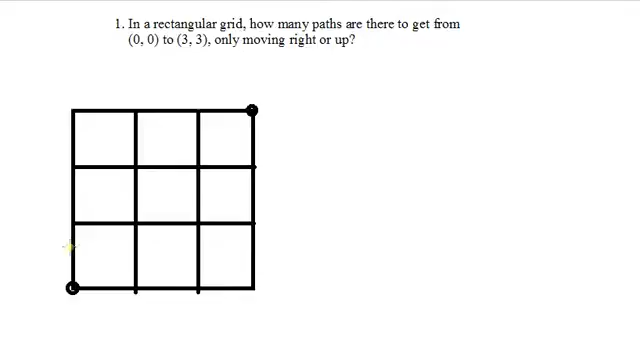 1. In a rectangular grid, how many paths are there to get from
(0, 0) to (3, 3), only moving right or up?